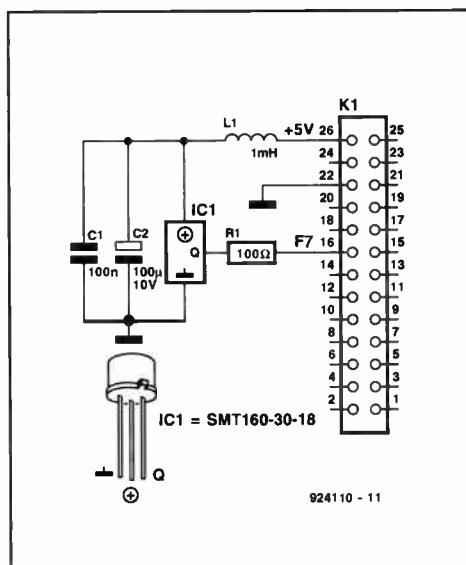 K1
L1
+5V 26 25
1mH
24 23
22 21
20 19
IC1
18 17
C1
C2
Q
R1
F7 16 15
100n
100µ
10V
100Ω
14 13
12 11
10 9
8 7
6 5
4 3
IC1 = SMT160-30-18
2 1
Q
924110 - 11